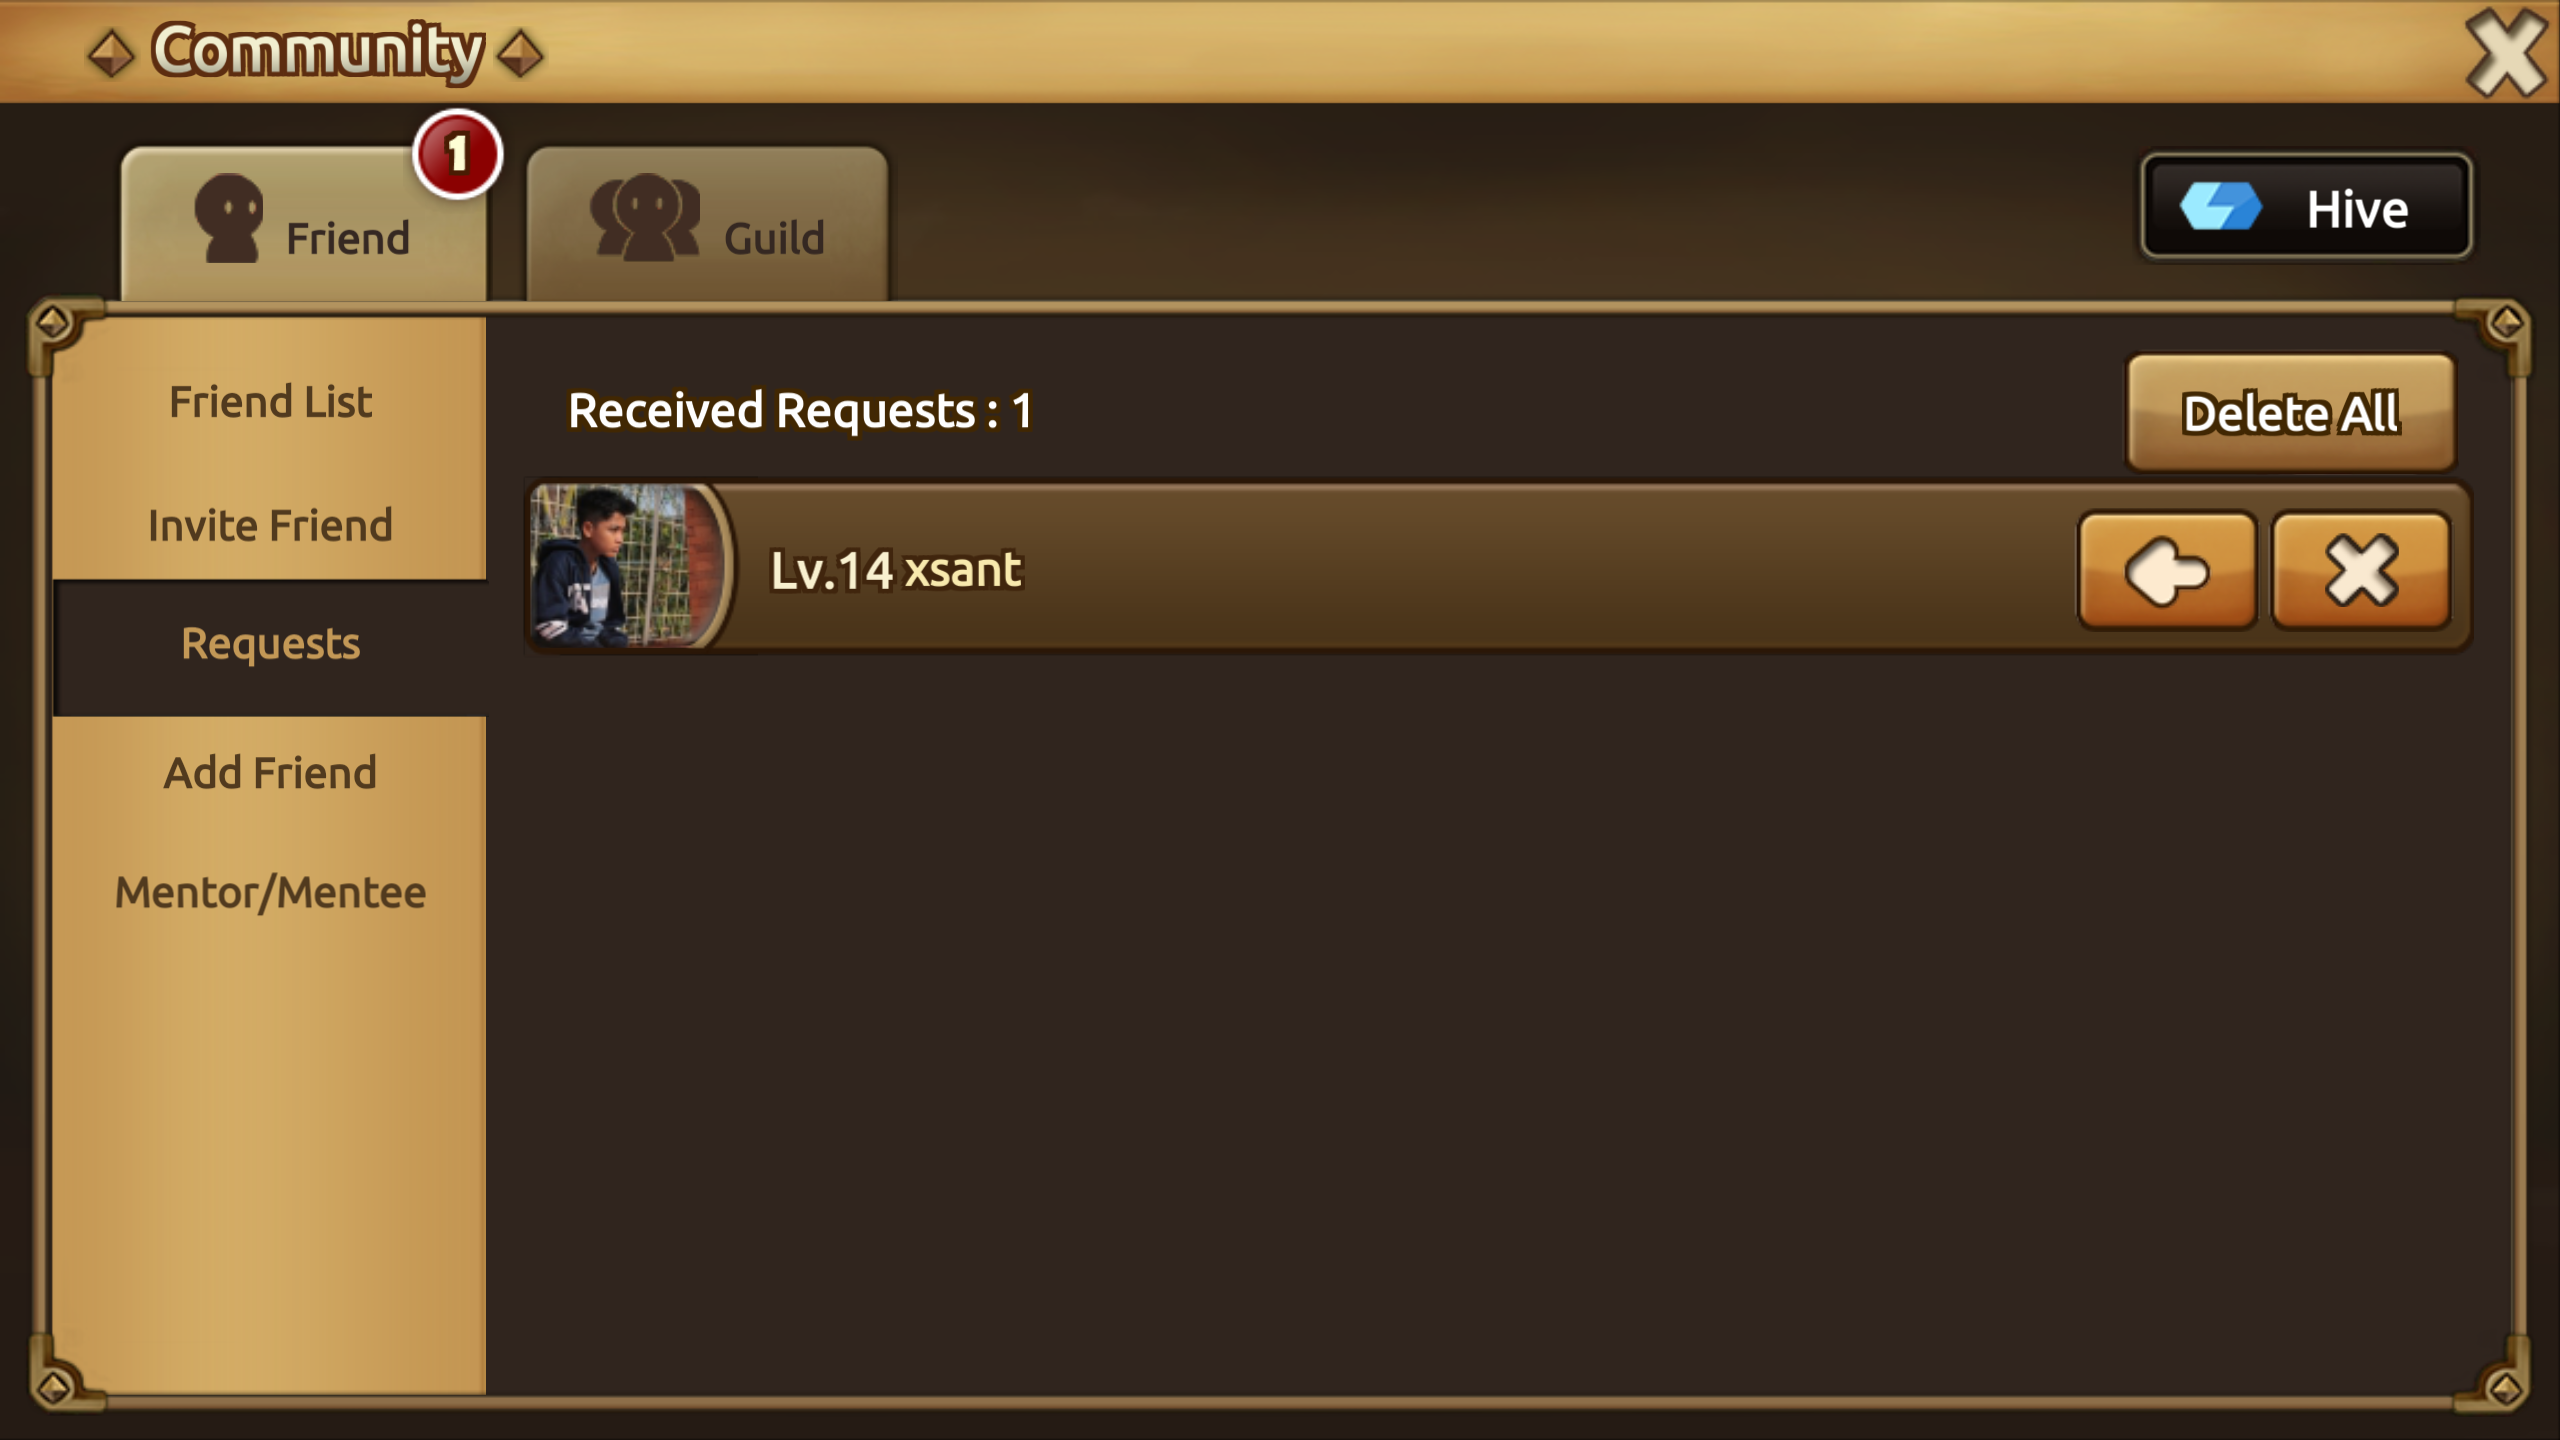 Community
1
Friend
Guild
Hive
Friend List
Invite Friend
Requests
Add Friend
Mentor/Mentee
Received Requests : 1
Delete All
Lv.14 xsant